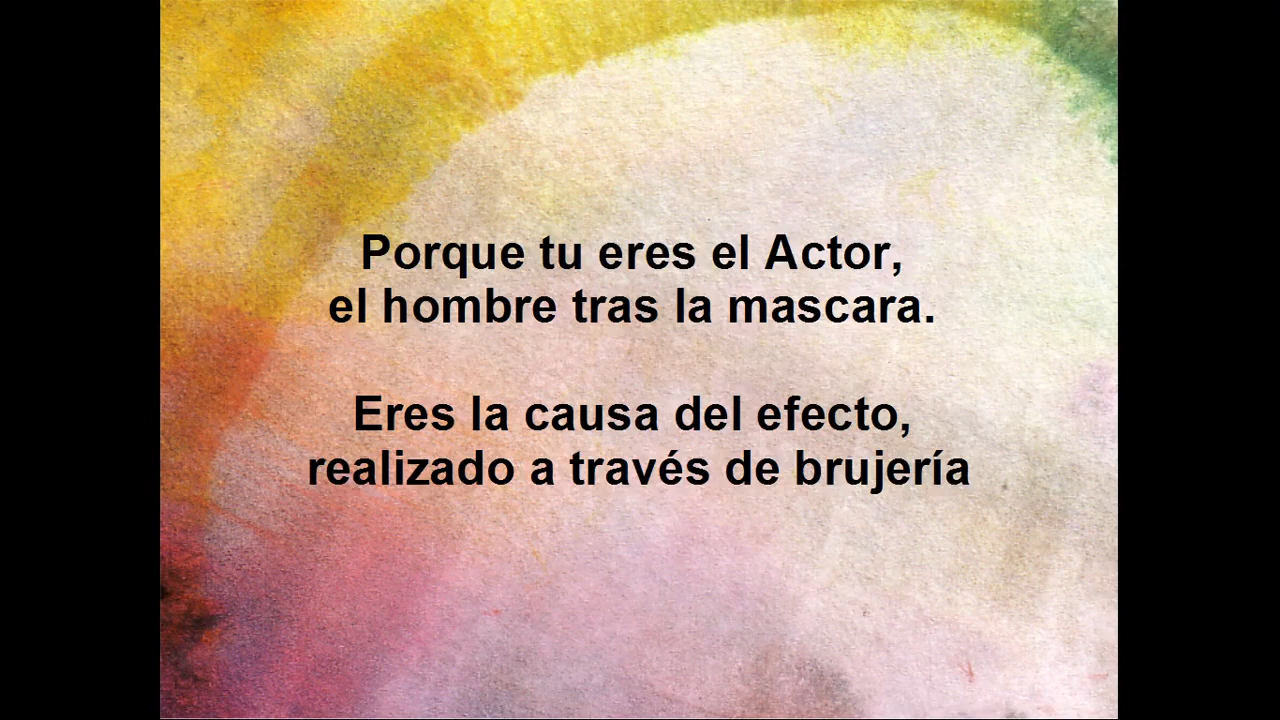 Porque tu eres el Actor,
el hombre tras la mascara.
Eres la causa del efecto,
realizado a través de brujería